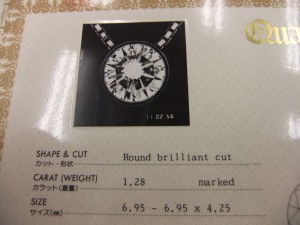 Qua
11 02 56
SHAPE & CUT Round brilliant cut
カット・形状
CARAT (WEIGHT) 1.28 marked
カラット(重量)
SIZE 6.95 - 6.95 x 4.25
サイズ(㎜)